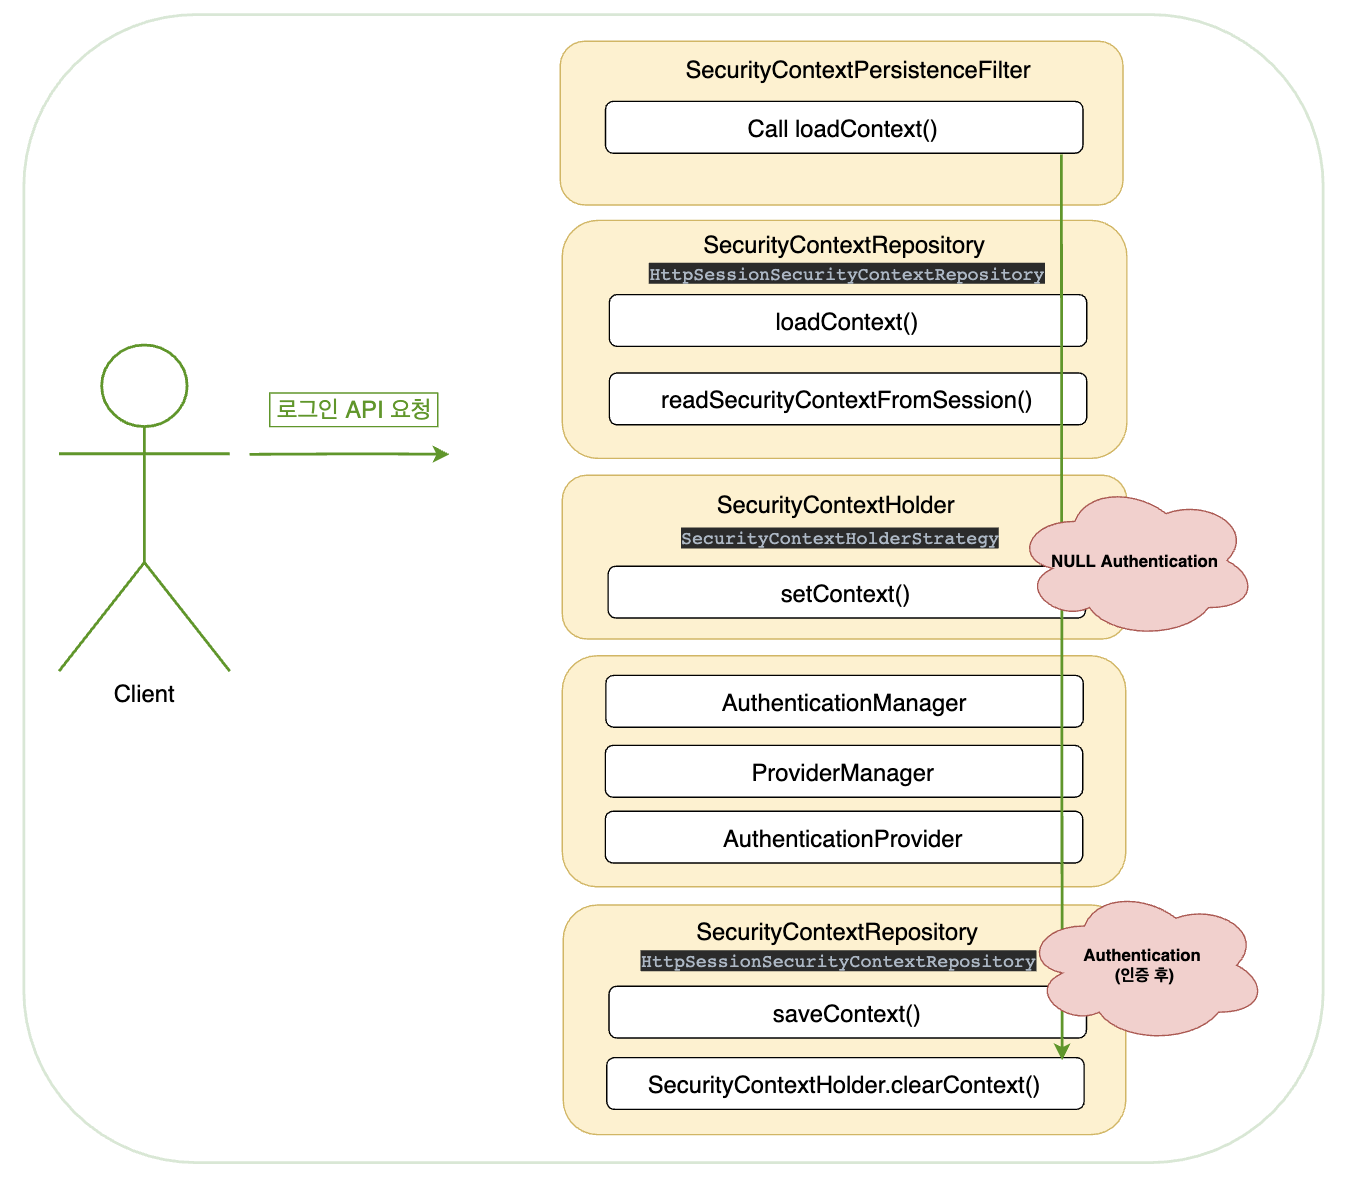 SecurityContextPersistenceFilter
Call loadContext()
SecurityContextRepository
HttpSessionSecurityContextRepository
loadContext()
readSecurityContextFromSession()
로그인 API 요청
Client
SecurityContextHolder
SecurityContextHolderStrategy
setContext()
NULL Authentication
AuthenticationManager
ProviderManager
AuthenticationProvider
SecurityContextRepository
HttpSessionSecurityContextRepository
saveContext()
Authentication
(인증 후)
SecurityContextHolder.clearContext()